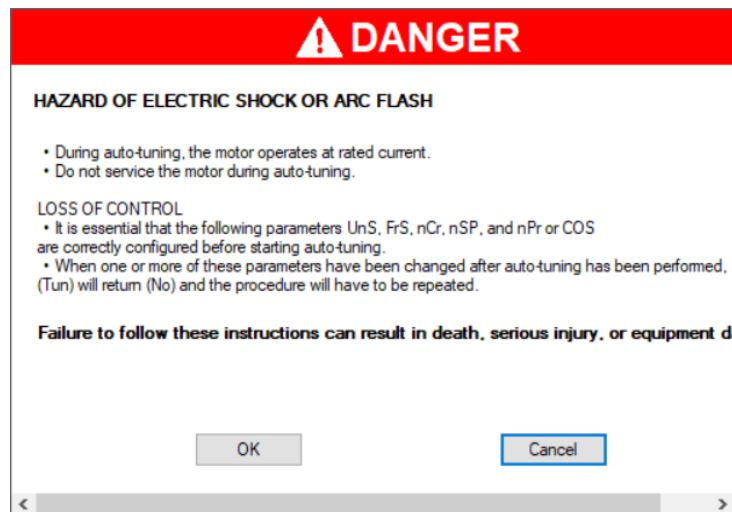 DANGER
HAZARD OF ELECTRIC SHOCK OR ARC FLASH
• During auto-tuning, the motor operates at rated current.
• Do not service the motor during auto-tuning.
LOSS OF CONTROL
• It is essential that the following parameters UnS, FrS, nCr, nSP, and nPr or COS
are correctly configured before starting auto-tuning.
• When one or more of these parameters have been changed after auto-tuning has been performed,
(Tun) will return (No) and the procedure will have to be repeated.
Failure to follow these instructions can result in death, serious injury, or equipment
OK Cancel